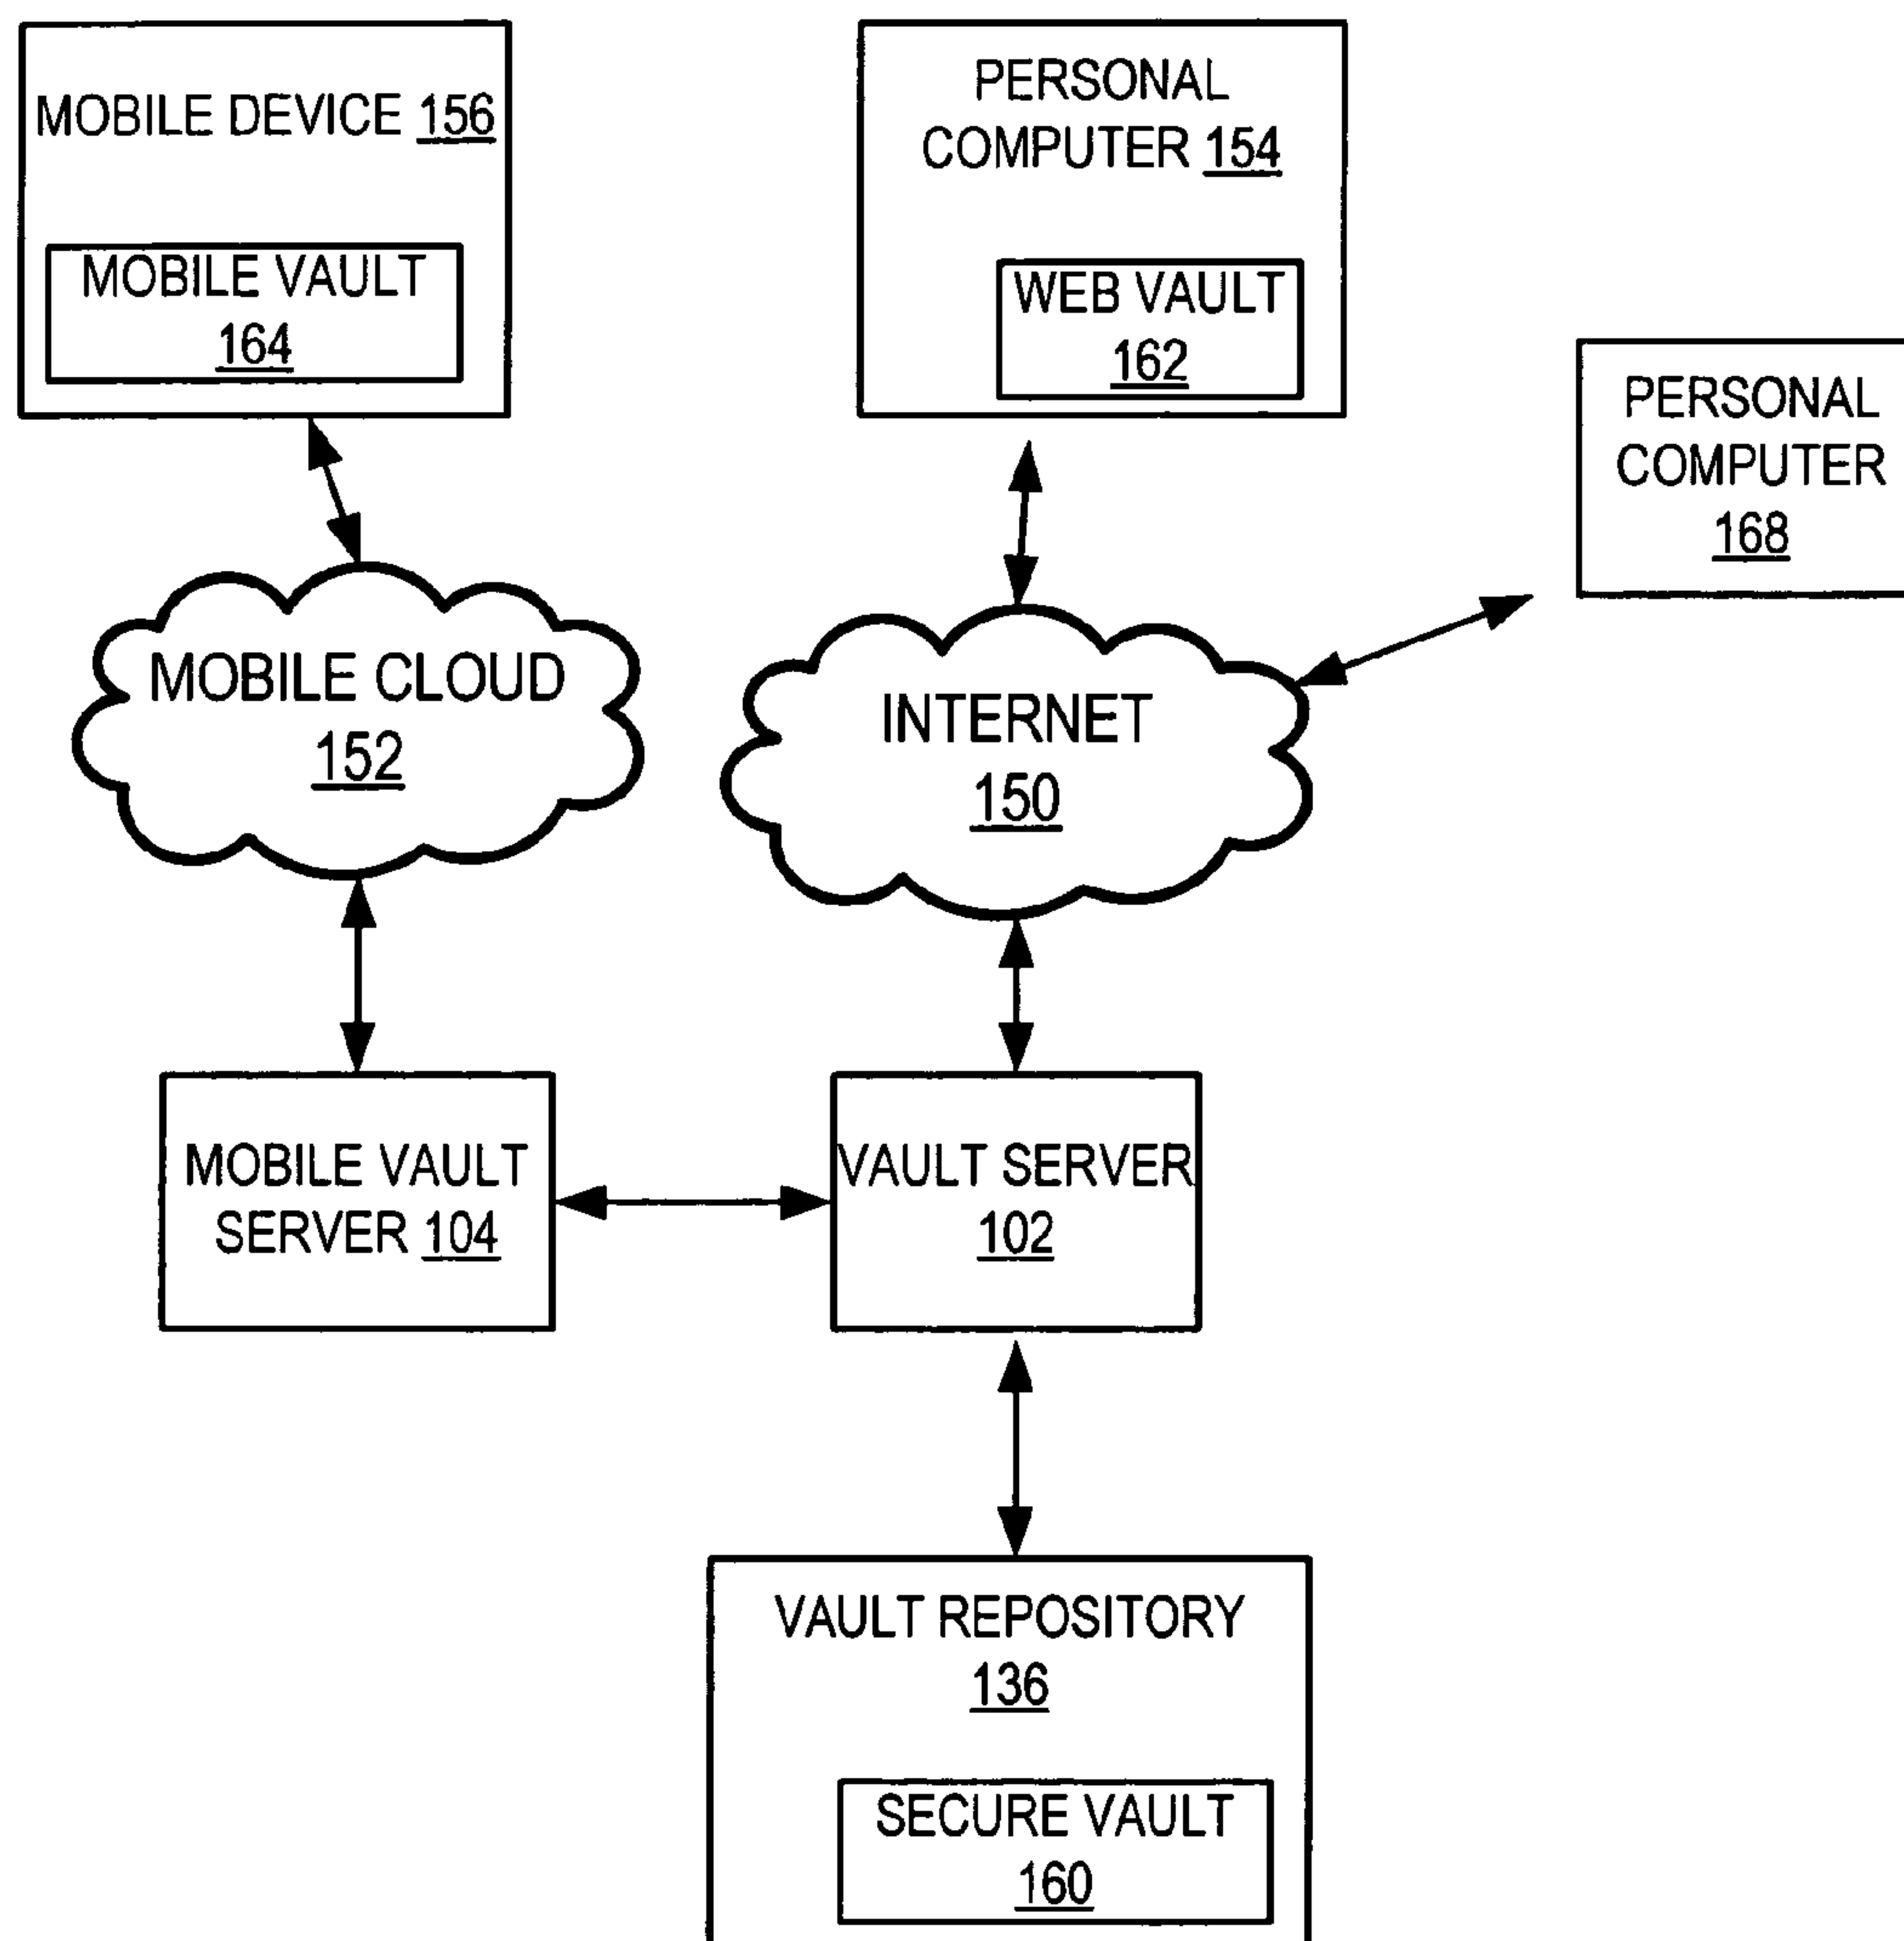 MOBILE DEVICE 156
MOBILE VAULT
164
PERSONAL
COMPUTER 154
WEB VAULT
162
PERSONAL
COMPUTER
168
MOBILE CLOUD
152
INTERNET
150
MOBILE VAULT
SERVER 104
VAULT SERVER
102
VAULT REPOSITORY
136
SECURE VAULT
160